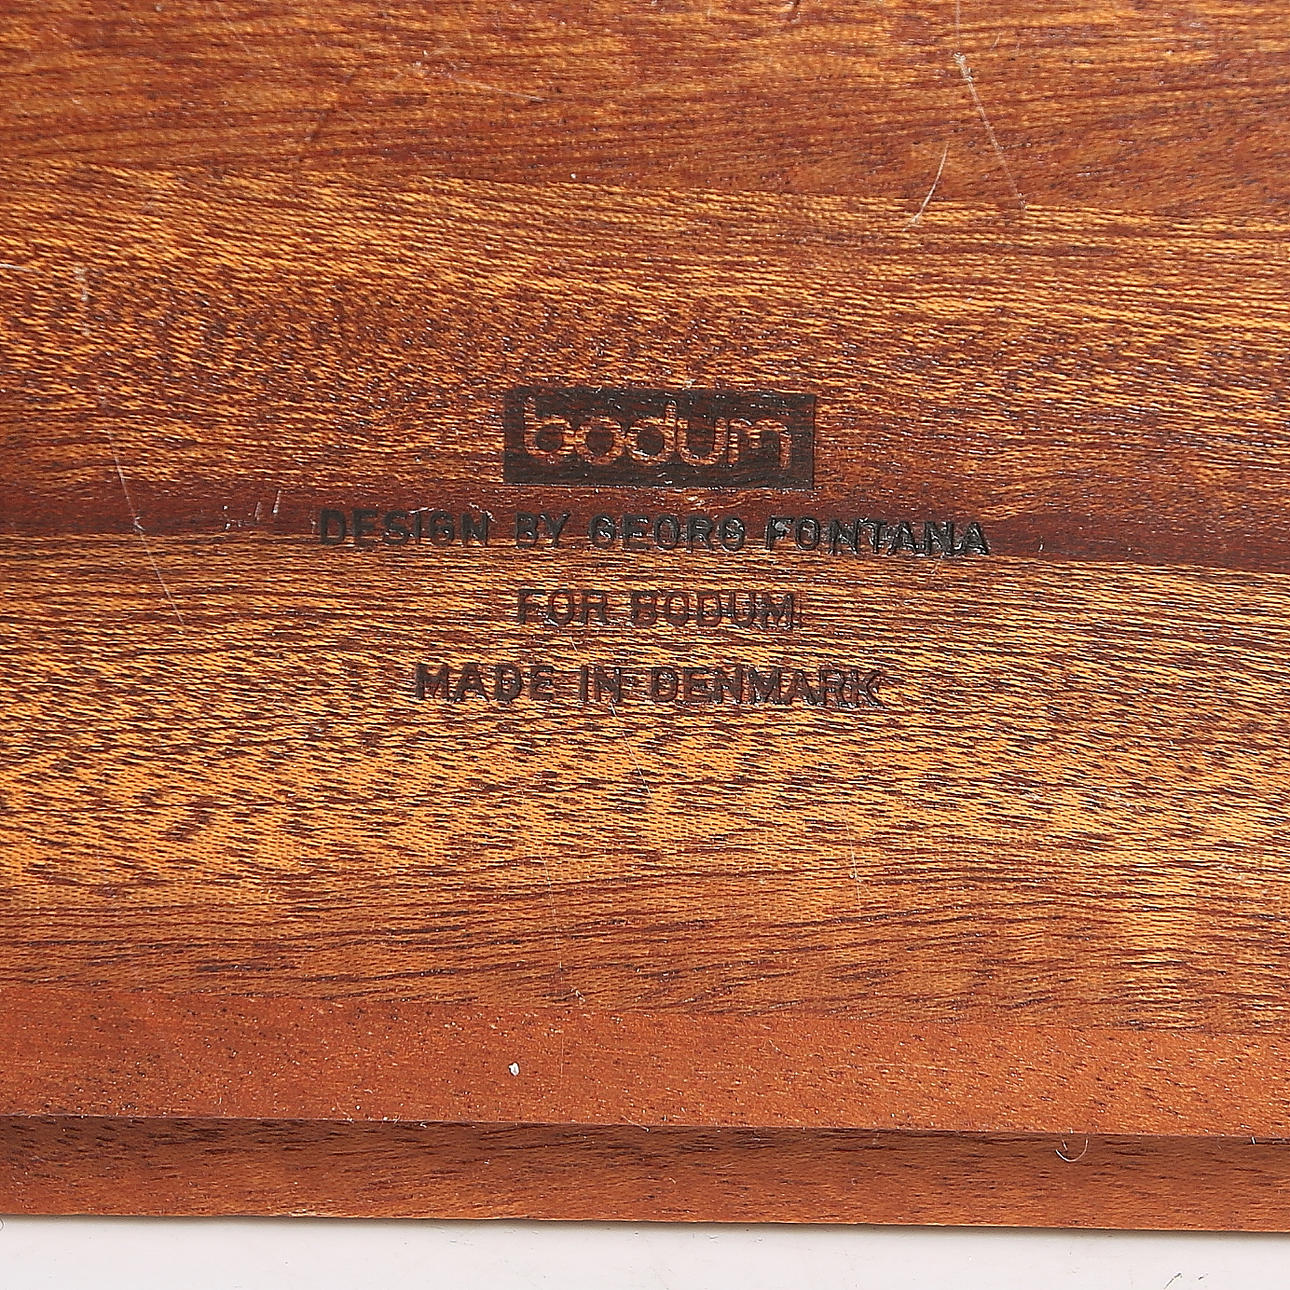 bodum
DESIGN BY GEORG FONTANA
FOR BODUM
MADE IN DENMARK